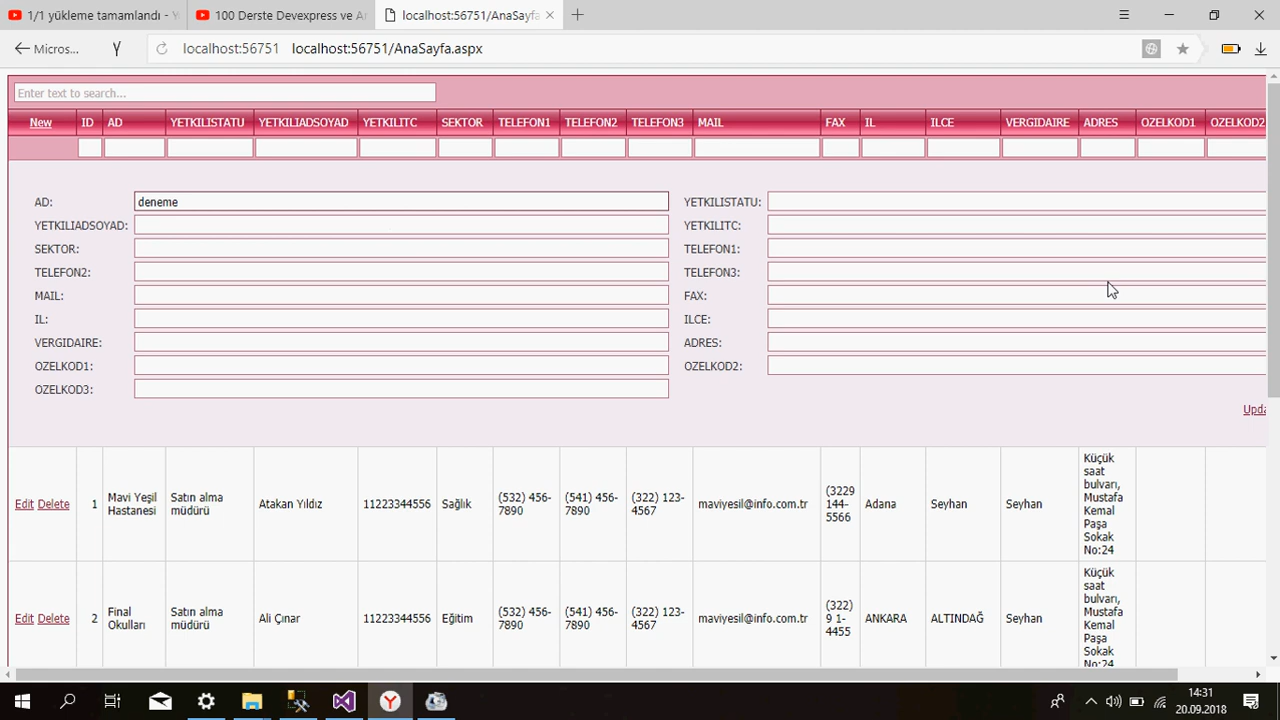 1/1 yükleme tamamlandı - Y
100 Derste Devexpress ve Ar
localhost:56751/AnaSayfa
Micros...
localhost:56751 localhost:56751/AnaSayfa.aspx
Enter text to search...
New ID AD YETKILISTATU YETKILIADSOYAD YETKILITC SEKTOR TELEFON1 TELEFON2 TELEFON3 MAIL FAX IL ILCE VERGIDAIRE ADRES OZELKOD1 OZELKOD2
AD: deneme YETKILISTATU:
YETKILIADSOYAD: YETKILITC:
SEKTOR: TELEFON1:
TELEFON2: TELEFON3:
MAIL: FAX:
IL: ILCE:
VERGIDAIRE: ADRES:
OZELKOD1: OZELKOD2:
OZELKOD3:
Upda
Edit Delete
1
Mavi Yeşil
Hastanesi
Satın alma
müdürü
Atakan Yıldız
11223344556
Sağlık
(532) 456-
7890
(541) 456-
7890
(322) 123-
4567
maviyesil@info.com.tr
(3229
144-
5566
Adana
Seyhan
Seyhan
Küçük
saat
bulvarı,
Mustafa
Kemal
Paşa
Sokak
No:24
Edit Delete
2
Final
Okulları
Satın alma
müdürü
Ali Çınar
11223344556
Eğitim
(532) 456-
7890
(541) 456-
7890
(322) 123-
4567
maviyesil@info.com.tr
(322)
9 1-
4455
ANKARA
ALTINDAĞ
Seyhan
Küçük
saat
bulvarı,
Mustafa
Kemal
Paşa
Sokak
No:24
14:31
20.09.2018